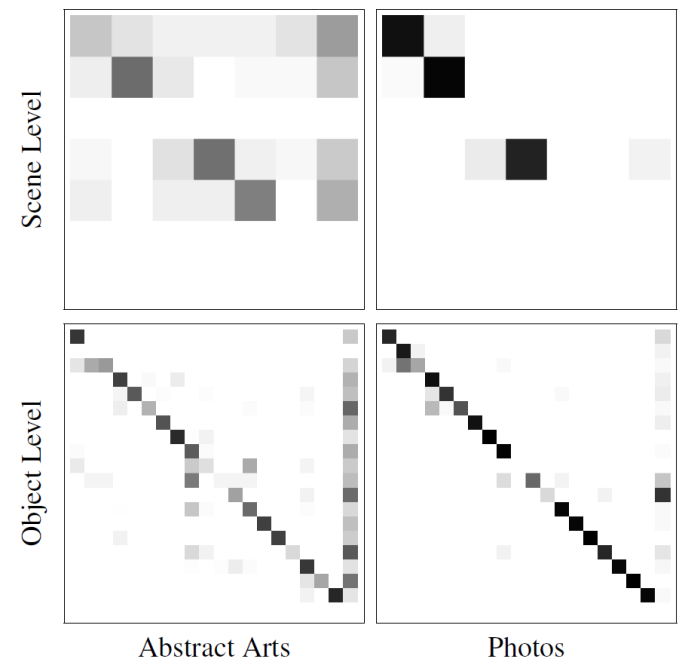 Scene Level
Object Level
Abstract Arts
Photos